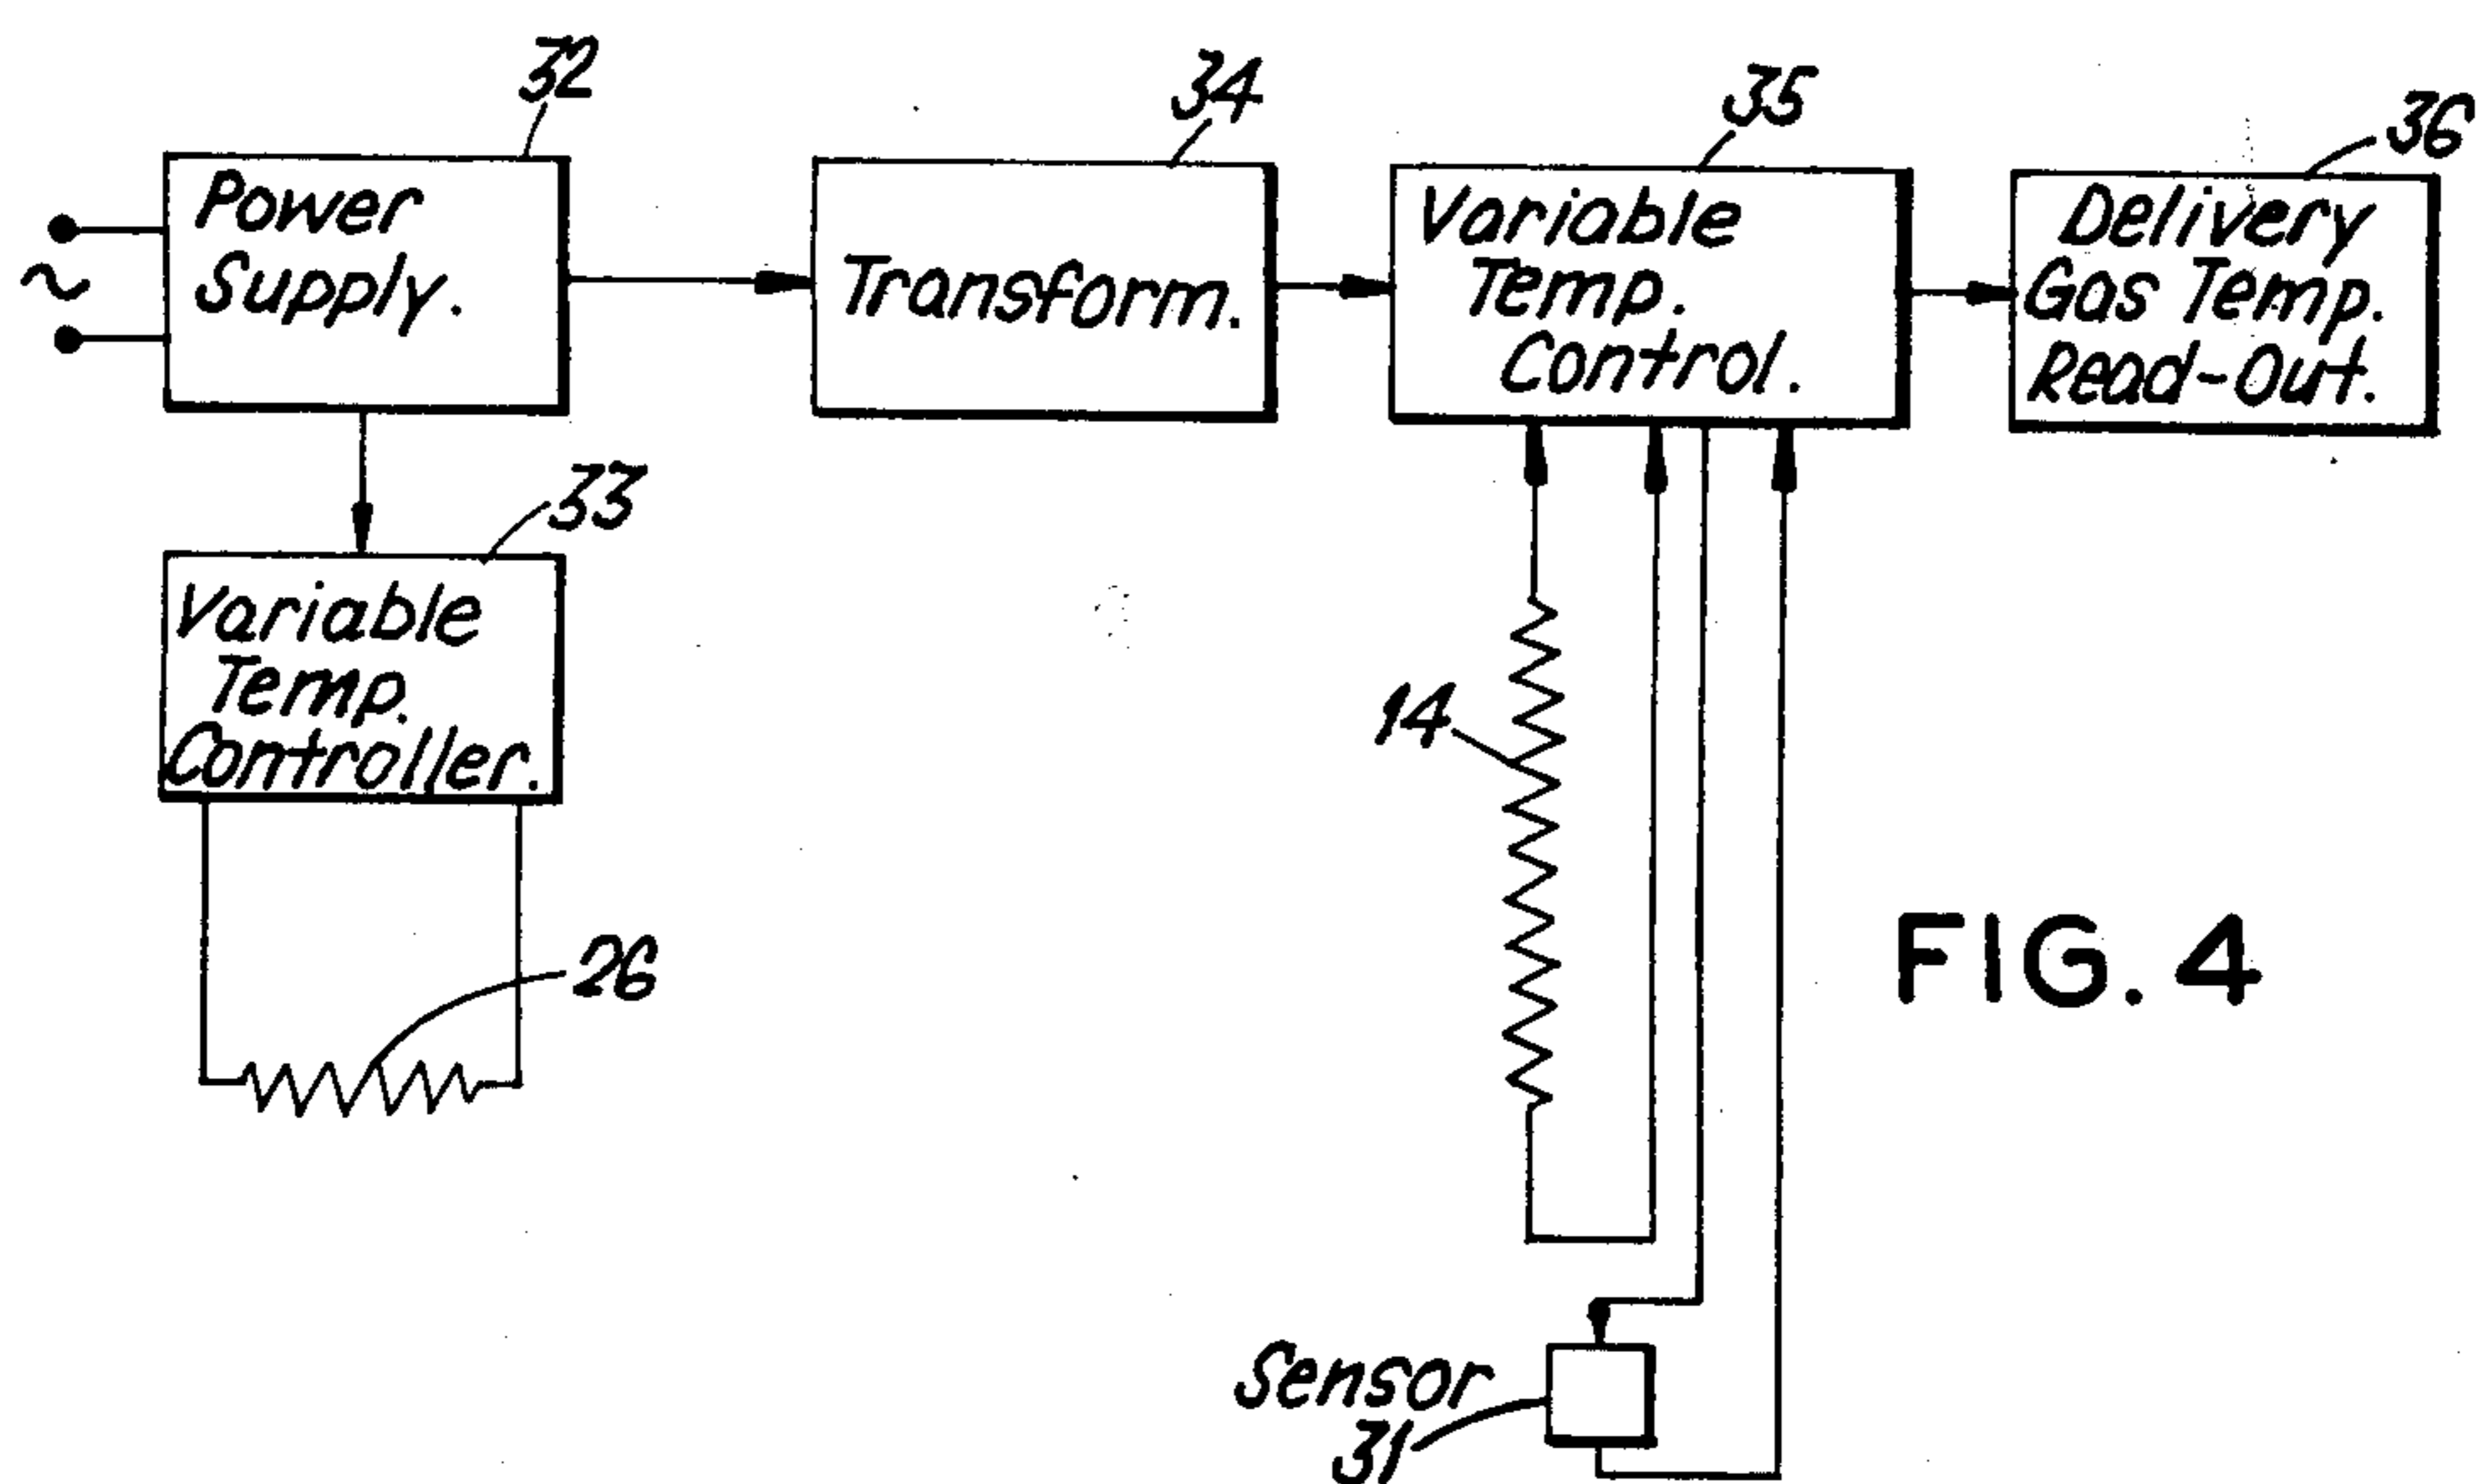 32
34
35
36
Power
Supply.
Transform.
Variable
Temp.
Control.
Delivery
Gas Temp.
Read-Out.
~
33
Variable
Temp.
Controller.
14
26
FIG. 4
Sensor
31